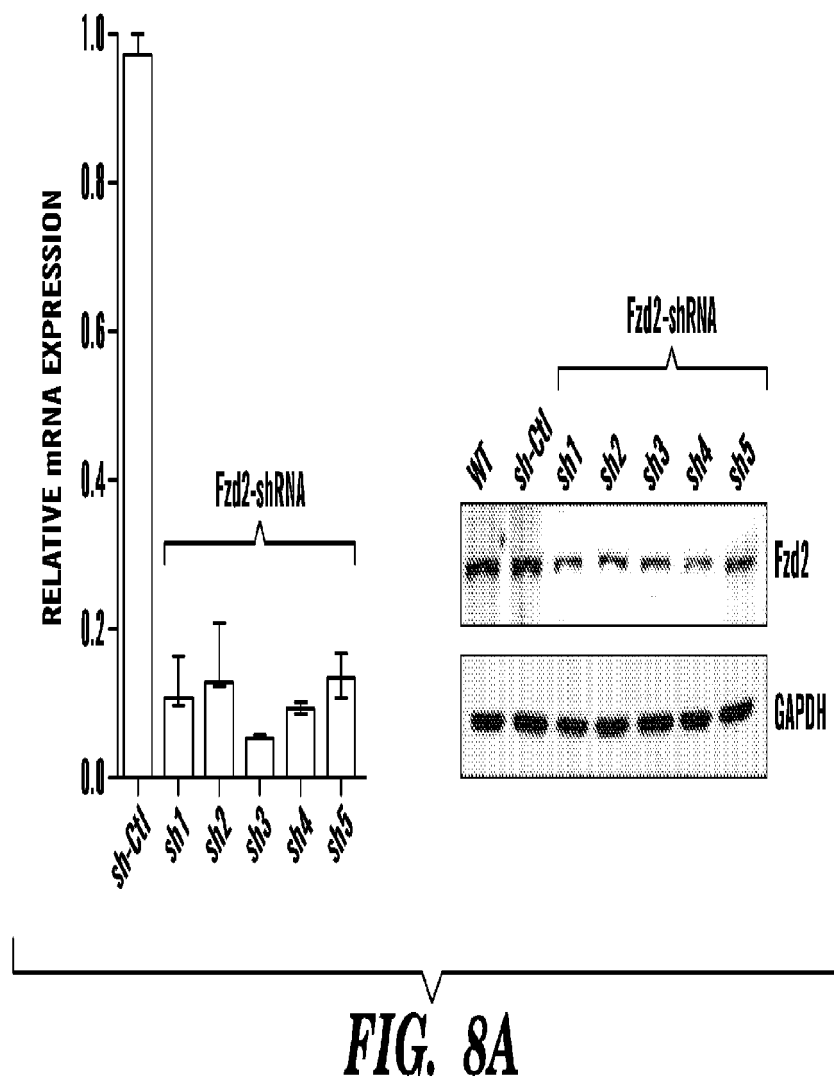 RELATIVE mRNA EXPRESSION
1.0
0.8
0.6
0.4
0.2
0.0
Fzd2-shRNA
sh-Ctl
sh1
sh2
sh3
sh4
sh5
Fzd2-shRNA
WT
sh-Ctl
sh1
sh2
sh3
sh4
sh5
Fzd2
GAPDH
FIG. 8A